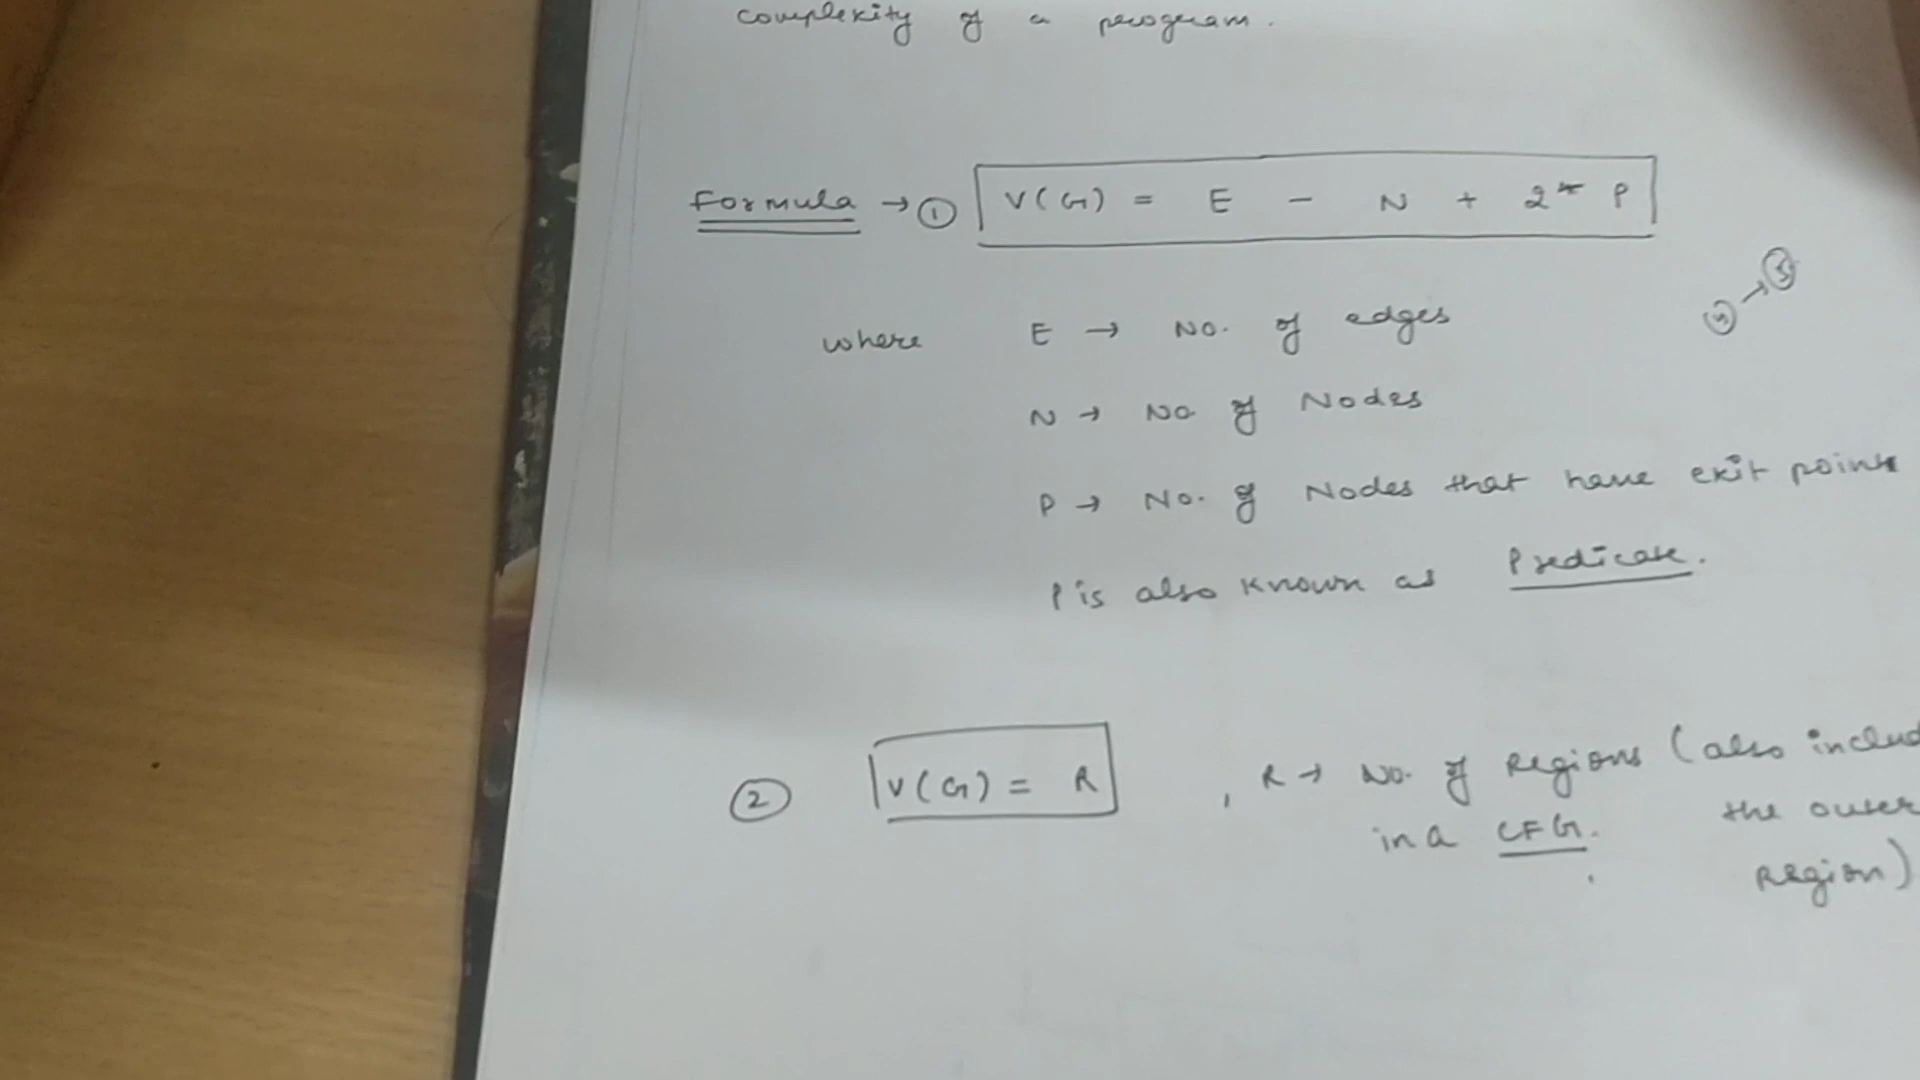 complexity of a program.
Formula → ① V(G) = E - N + 2* P
where E → No. of edges
N → No of Nodes
P → No. of Nodes that have exit points
P is also known as Predicate.
② V(G) = R , R → No. of Regions (also includ
in a CFG. the outer
Region)